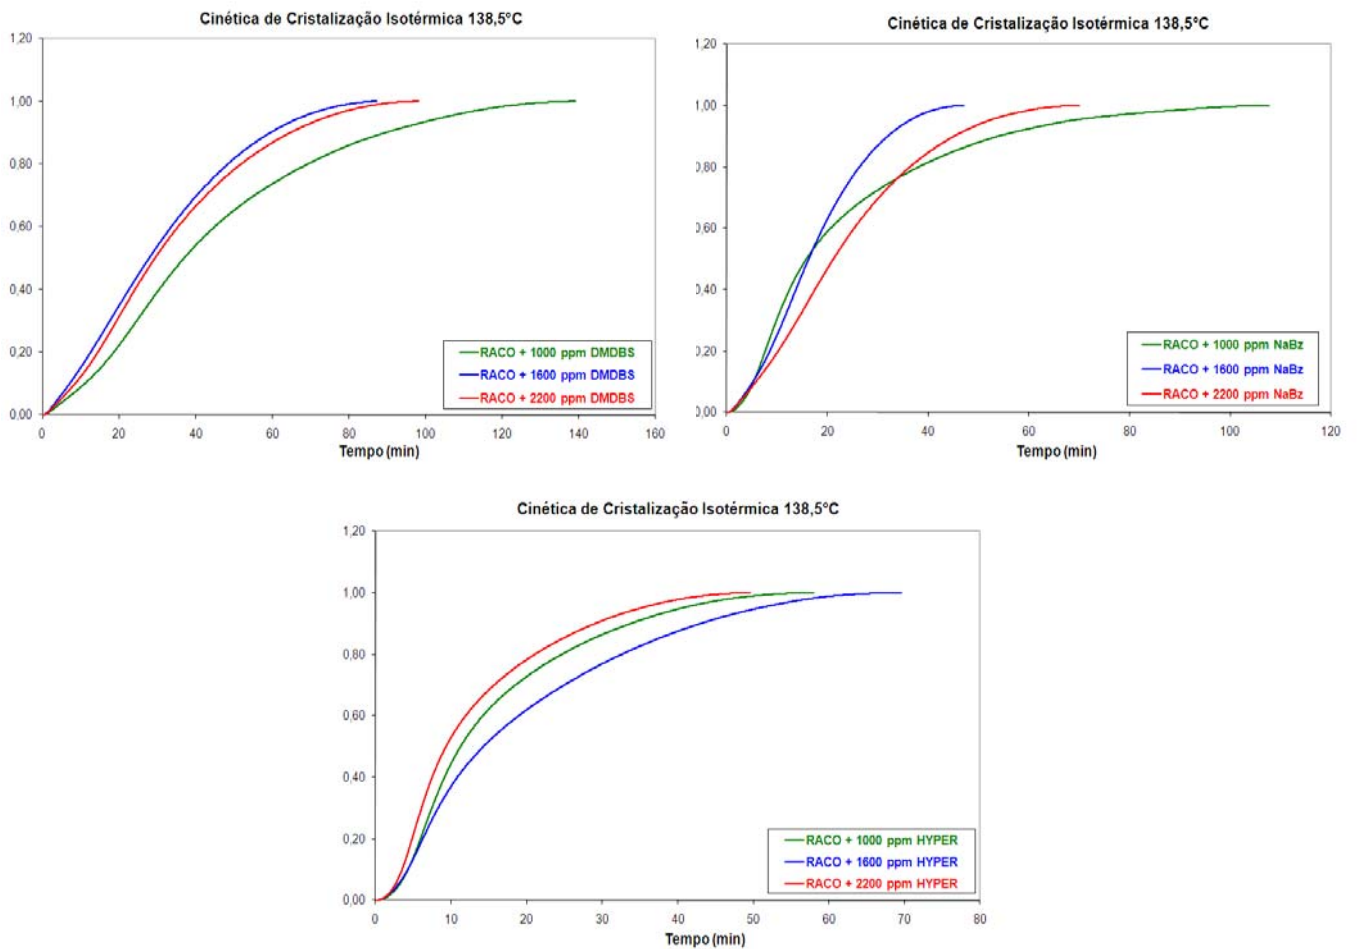 Cinética de Cristalização Isotérmica 138,5ºC
1,20
1,00
0,80
0,60
0,40
0,20
0,00
0 20 40 60 80 100 120 140 160
Tempo (min)
RACO + 1000 ppm DMDBS
RACO + 1600 ppm DMDBS
RACO + 2200 ppm DMDBS
Cinética de Cristalização Isotérmica 138,5ºC
1,20
1,00
0,80
0,60
0,40
0,20
0,00
0 20 40 60 80 100 120
Tempo (min)
RACO + 1000 ppm NaBz
RACO + 1600 ppm NaBz
RACO + 2200 ppm NaBz
Cinética de Cristalização Isotérmica 138,5ºC
1,20
1,00
0,80
0,60
0,40
0,20
0,00
0 10 20 30 40 50 60 70 80
Tempo (min)
RACO + 1000 ppm HYPER
RACO + 1600 ppm HYPER
RACO + 2200 ppm HYPER